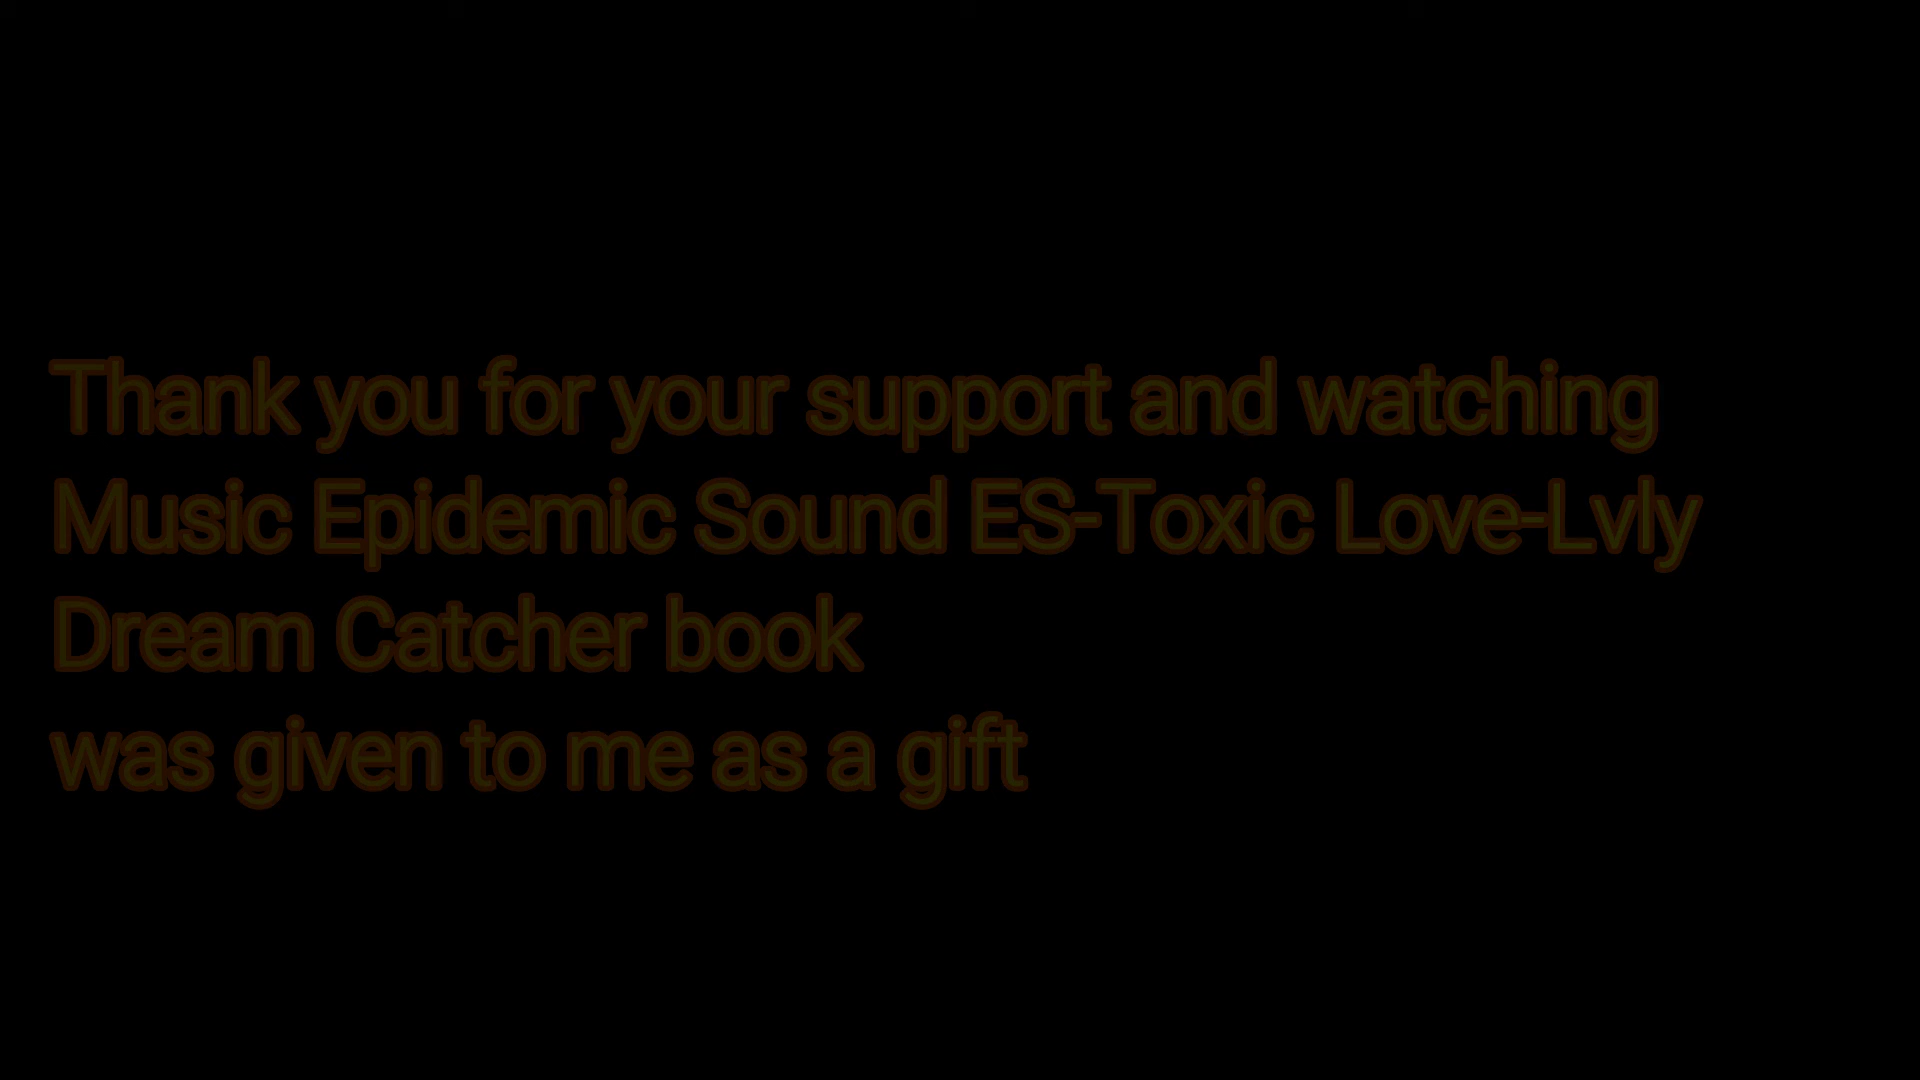 Thank you for your support and watching
Music Epidemic Sound ES-Toxic Love-Lvly
Dream Catcher book
was given to me as a gift